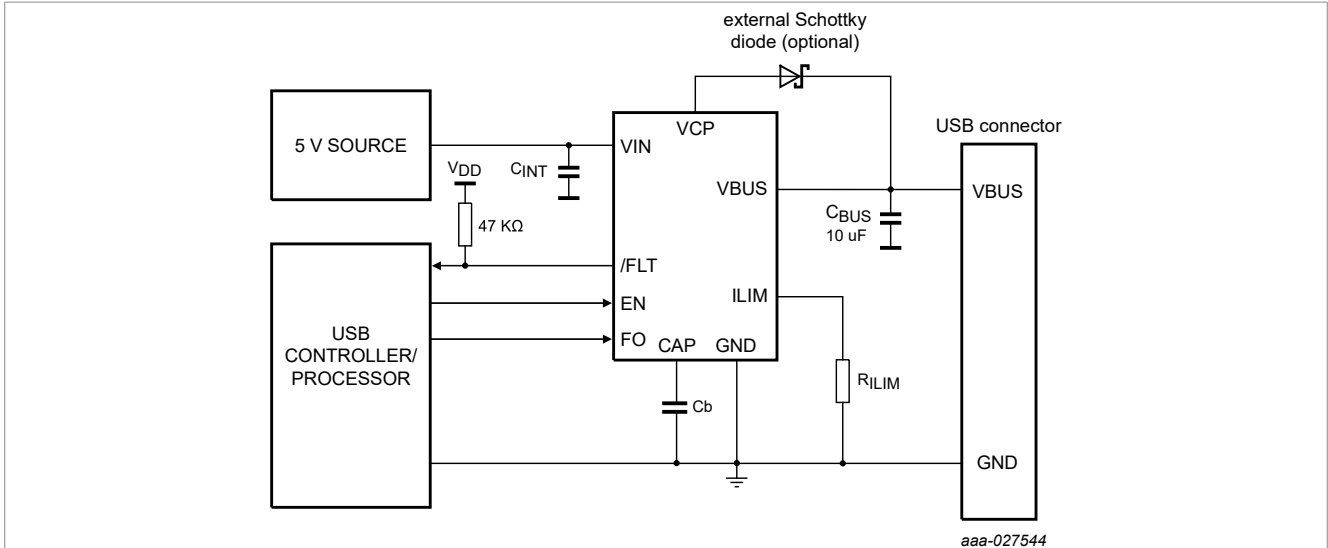 external Schottky
diode (optional)
5 V SOURCE
VCP
VIN
USB connector
VDD
CINT
VBUS
VBUS
CBUS
10 uF
47 KΩ
/FLT
ILIM
EN
USB
CONTROLLER/
PROCESSOR
FO
CAP
GND
RILIM
Cb
GND
aaa-027544